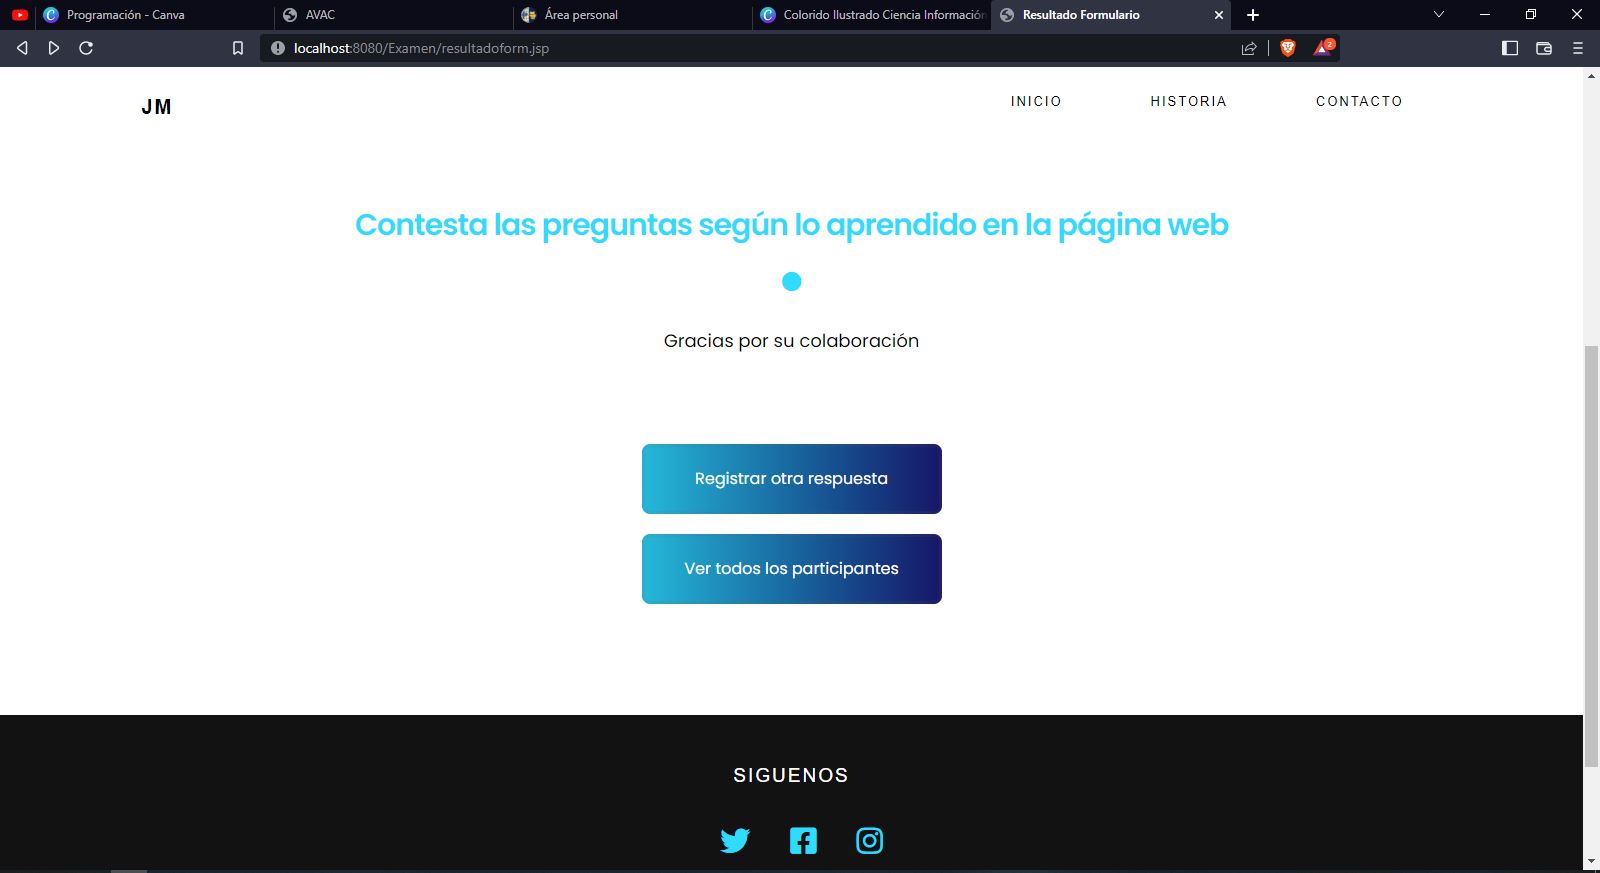 Programación - Canva
AVAC
Área personal
Colorido Ilustrado Ciencia Información
Resultado Formulario
localhost:8080/Examen/resultadoform.jsp
2
JM
INICIO
HISTORIA
CONTACTO
Contesta las preguntas según lo aprendido en la página web
Gracias por su colaboración
Registrar otra respuesta
Ver todos los participantes
SIGUENOS